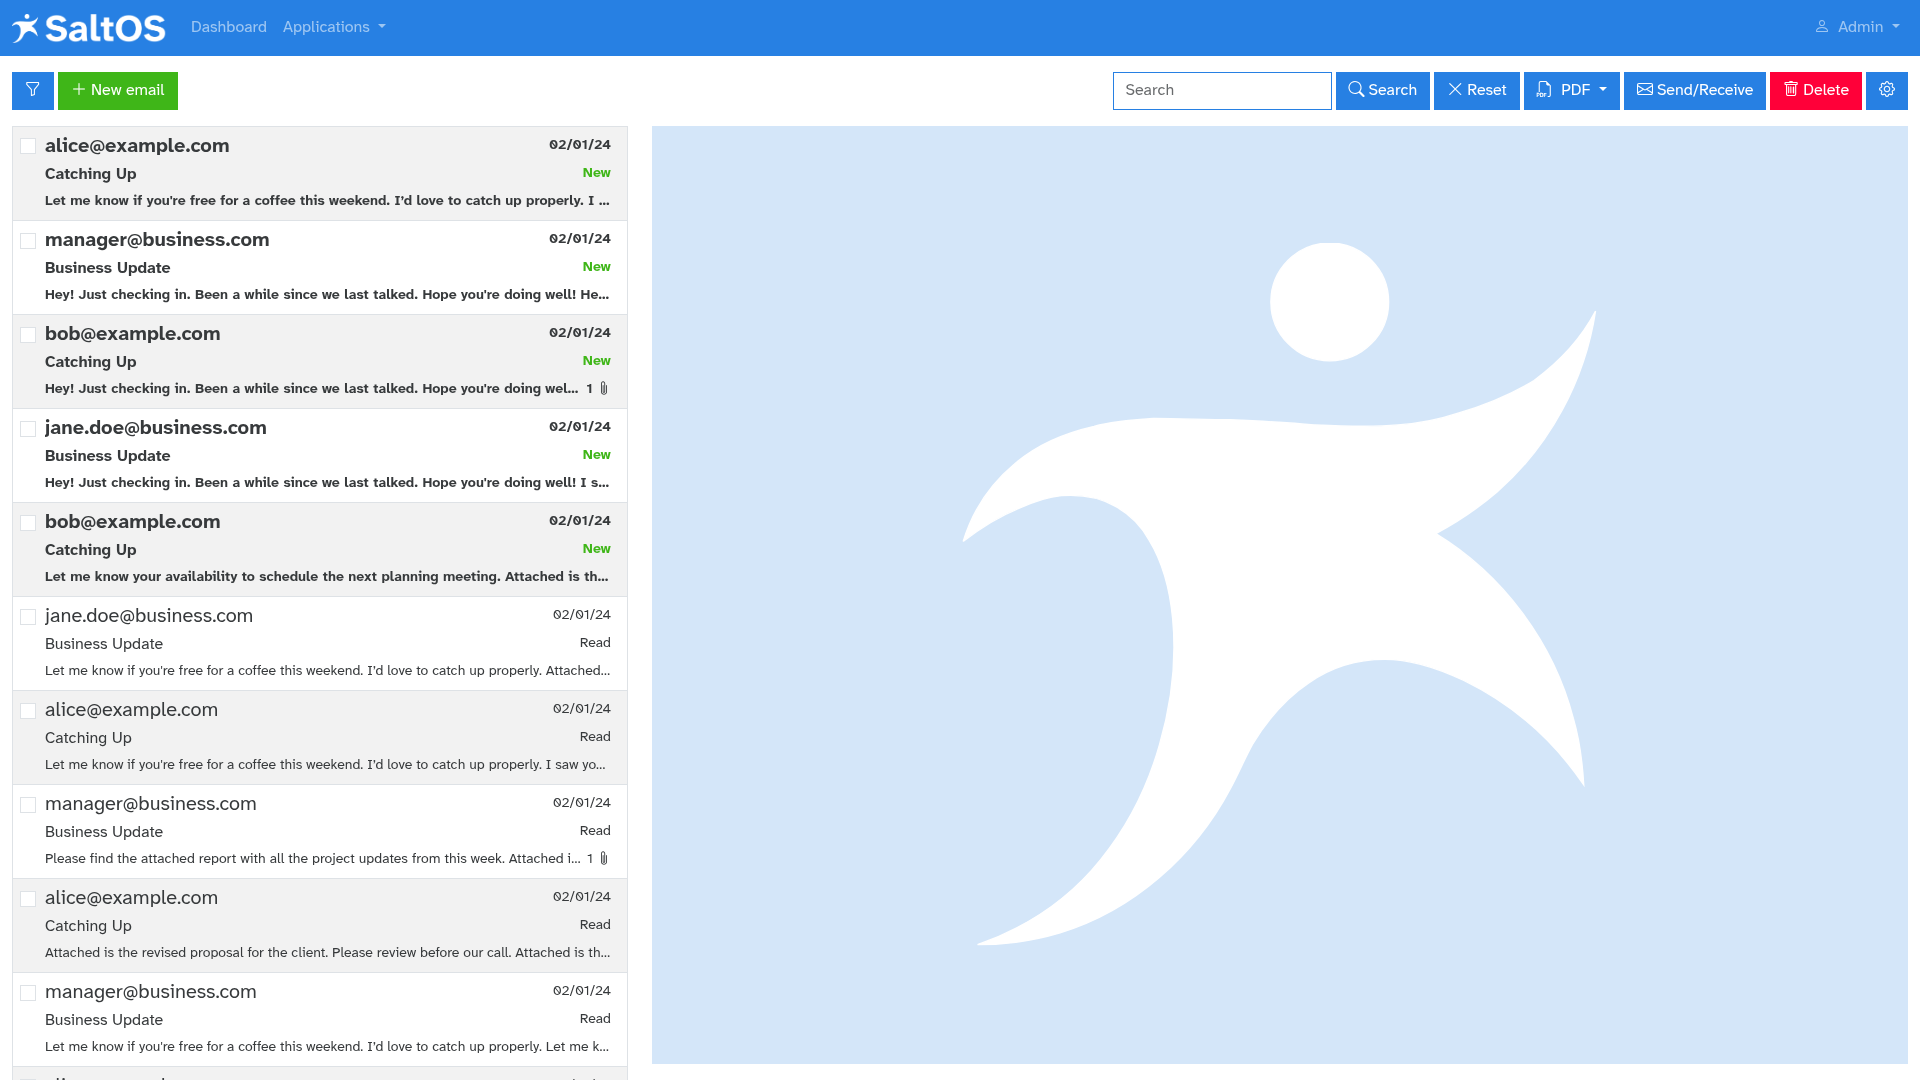 SaltOS Dashboard Applications Admin
New email Search Search Reset PDF Send/Receive Delete
alice@example.com 02/01/24
Catching Up New
Let me know if you're free for a coffee this weekend. I'd love to catch up properly. I ...
manager@business.com 02/01/24
Business Update New
Hey! Just checking in. Been a while since we last talked. Hope you're doing well! He...
bob@example.com 02/01/24
Catching Up New
Hey! Just checking in. Been a while since we last talked. Hope you're doing wel... 1
jane.doe@business.com 02/01/24
Business Update New
Hey! Just checking in. Been a while since we last talked. Hope you're doing well! I s...
bob@example.com 02/01/24
Catching Up New
Let me know your availability to schedule the next planning meeting. Attached is th...
jane.doe@business.com 02/01/24
Business Update Read
Let me know if you're free for a coffee this weekend. I'd love to catch up properly. Attached...
alice@example.com 02/01/24
Catching Up Read
Let me know if you're free for a coffee this weekend. I'd love to catch up properly. I saw yo...
manager@business.com 02/01/24
Business Update Read
Please find the attached report with all the project updates from this week. Attached i... 1
alice@example.com 02/01/24
Catching Up Read
Attached is the revised proposal for the client. Please review before our call. Attached is th...
manager@business.com 02/01/24
Business Update Read
Let me know if you're free for a coffee this weekend. I'd love to catch up properly. Let me k...